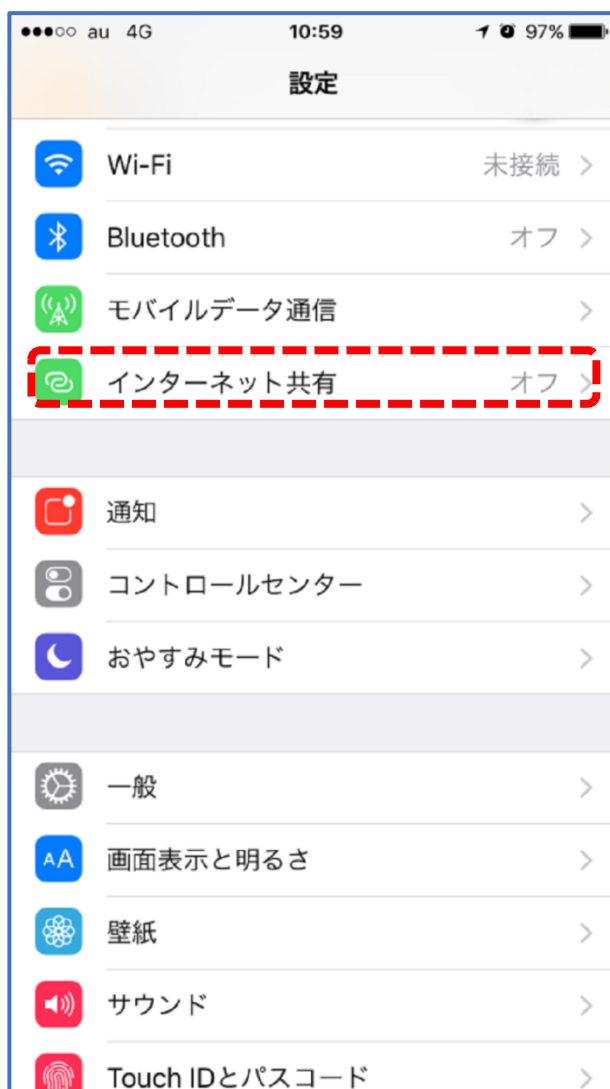 au 4G 10:59 97%
設定
Wi-Fi 未接続
Bluetooth オフ
モバイルデータ通信
インターネット共有 オフ
通知
コントロールセンター
おやすみモード
一般
AA 画面表示と明るさ
壁紙
サウンド
Touch IDとパスコード